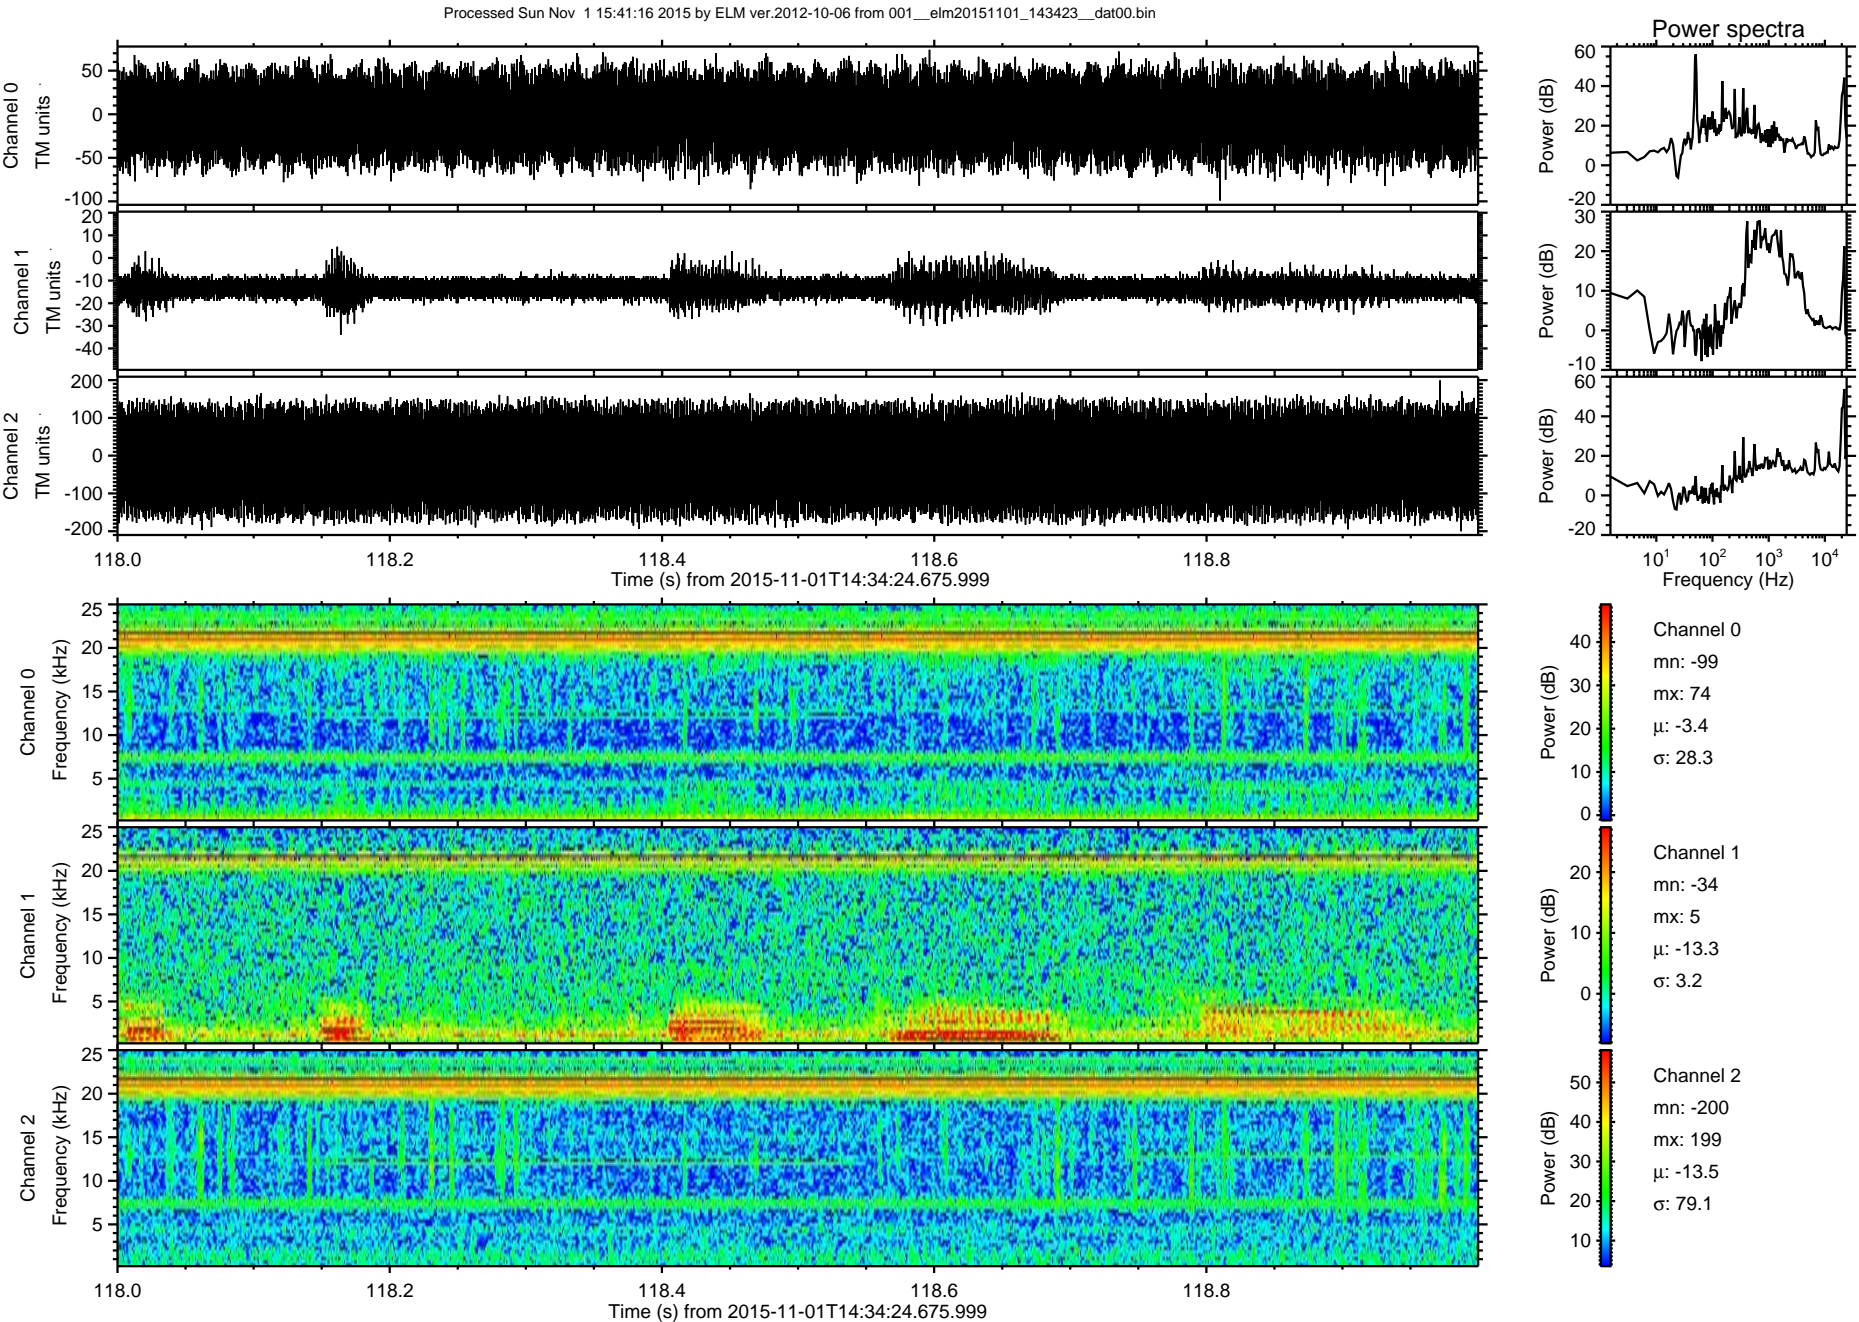 Processed Sun Nov  1 15:41:16 2015 by ELM ver.2012-10-06 from 001__elm20151101_143423__dat00.bin
Power spectra
Channel 0
TM units
50
0
-50
-100
Power (dB)
60
40
20
0
-20
Channel 1
TM units
20
10
0
-10
-20
-30
-40
Power (dB)
30
20
10
0
-10
Channel 2
TM units
200
100
0
-100
-200
Power (dB)
60
40
20
0
-20
118.0 118.2 118.4 118.6 118.8
Time (s) from 2015-11-01T14:34:24.675.999
10¹ 10² 10³ 10⁴
Frequency (Hz)
Channel 0
Frequency (kHz)
25
20
15
10
5
Power (dB)
40
30
20
10
0
Channel 0
mn: -99
mx: 74
μ: -3.4
σ: 28.3
Channel 1
Frequency (kHz)
25
20
15
10
5
Power (dB)
20
10
0
Channel 1
mn: -34
mx: 5
μ: -13.3
σ: 3.2
Channel 2
Frequency (kHz)
25
20
15
10
5
Power (dB)
50
40
30
20
10
Channel 2
mn: -200
mx: 199
μ: -13.5
σ: 79.1
118.0 118.2 118.4 118.6 118.8
Time (s) from 2015-11-01T14:34:24.675.999